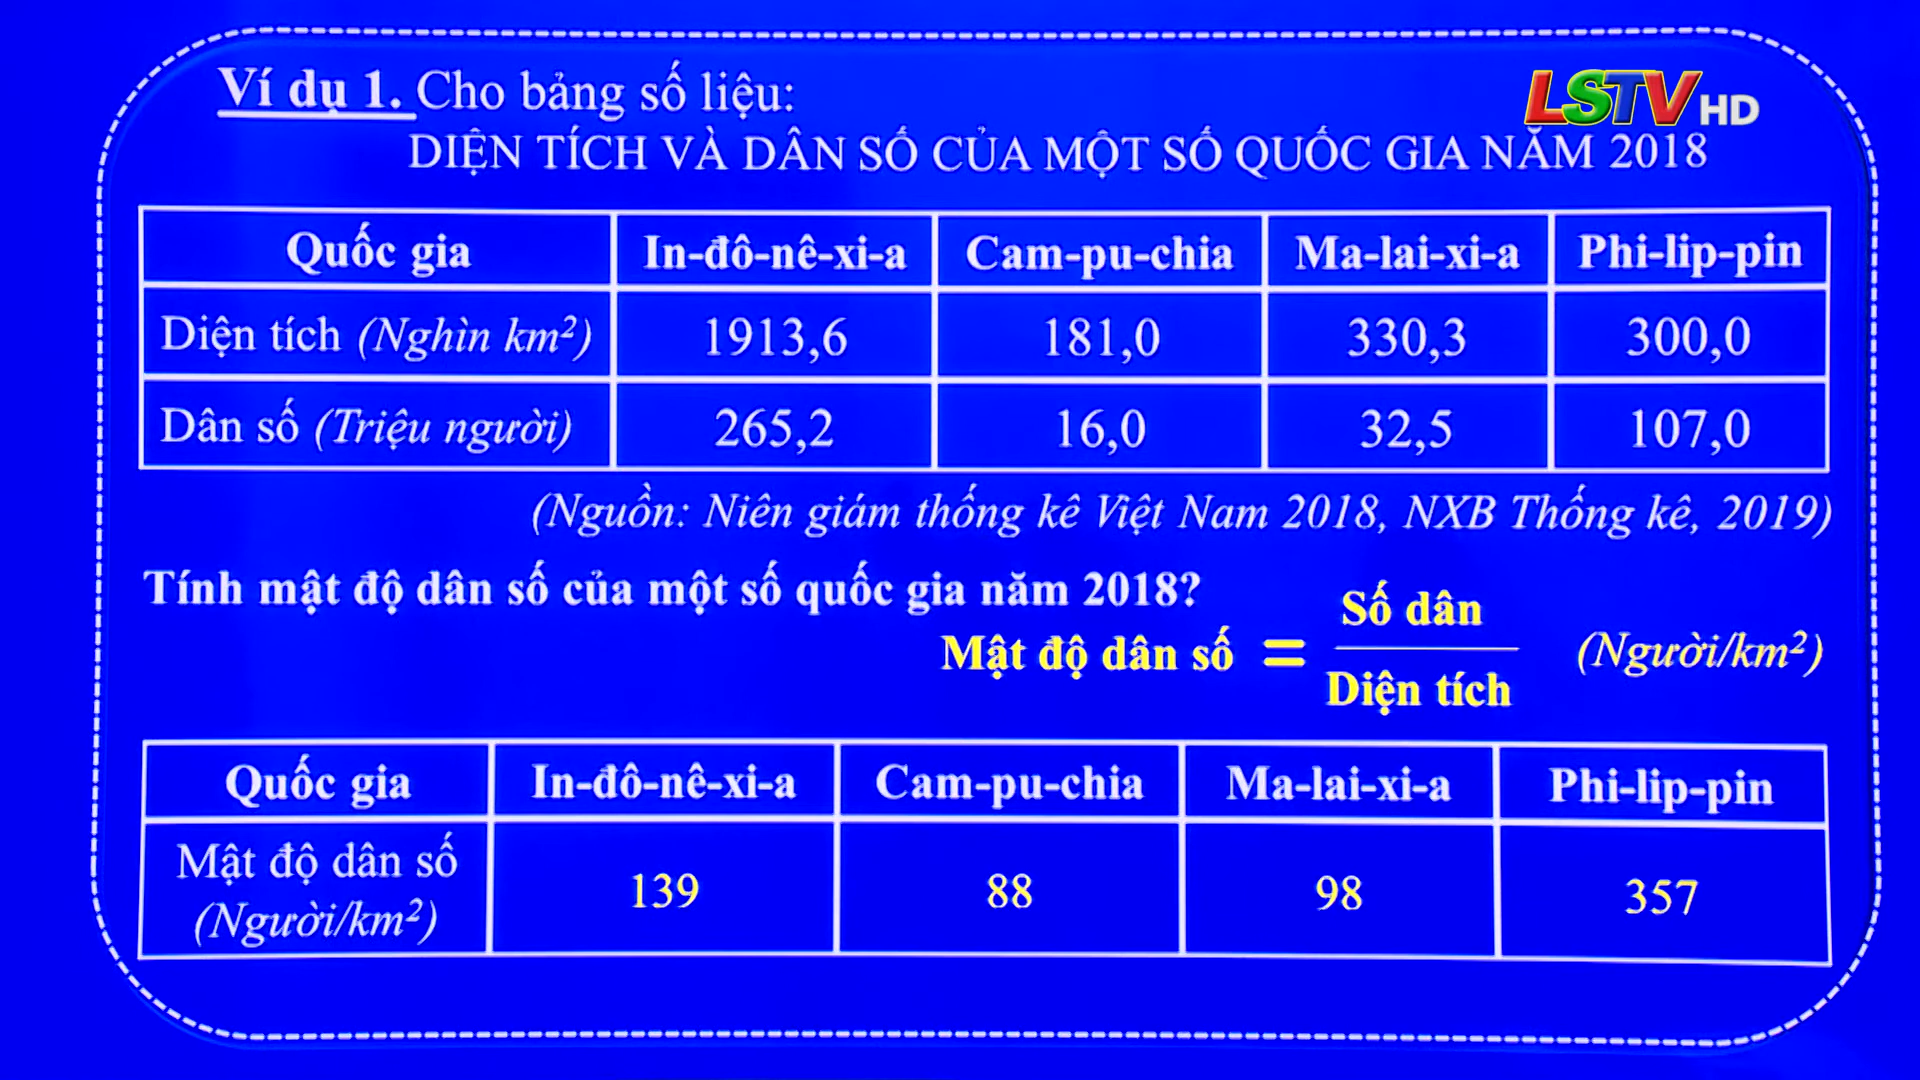 Ví dụ 1. Cho bảng số liệu:
LSTV HD
DIỆN TÍCH VÀ DÂN SỐ CỦA MỘT SỐ QUỐC GIA NĂM 2018
Quốc gia In-đô-nê-xi-a Cam-pu-chia Ma-lai-xi-a Phi-lip-pin
Diện tích (Nghìn km²) 1913,6 181,0 330,3 300,0
Dân số (Triệu người) 265,2 16,0 32,5 107,0
(Nguồn: Niên giám thống kê Việt Nam 2018, NXB Thống kê, 2019)
Tính mật độ dân số của một số quốc gia năm 2018?
Số dân
Mật độ dân số = (Người/km²)
Diện tích
Quốc gia In-đô-nê-xi-a Cam-pu-chia Ma-lai-xi-a Phi-lip-pin
Mật độ dân số
(Người/km²) 139 88 98 357